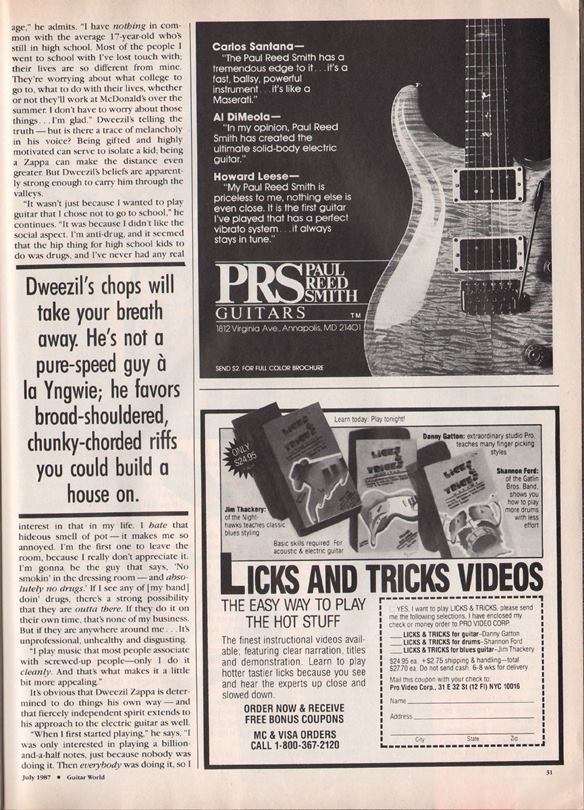 age," he admits. "I have nothing in com-
mon with the average 17-year-old who's
still in high school. Most of the people I
went to school with I've lost touch with;
their lives are so different from mine.
They're worrying about what college to
go to, what to do with their lives, whether
or not they'll work at McDonald's over the
summer. I don't have to worry about those
things. . .I'm glad." Dweezil's telling the
truth — but is there a trace of melancholy
in his voice? Being gifted and highly
motivated can serve to isolate a kid; being
a Zappa can make the distance even
greater. But Dweezil's beliefs are apparent-
ly strong enough to carry him through the
valleys.
"It wasn't just because I wanted to play
guitar that I chose not to go to school," he
continues. "It was because I didn't like the
social aspect. I'm anti-drug, and it seemed
that the hip thing for high school kids to
do was drugs, and I've never had any real
Dweezil's chops will
take your breath
away. He's not a
pure-speed guy à
la Yngwie; he favors
broad-shouldered,
chunky-chorded riffs
you could build a
house on.
interest in that in my life. I hate that
hideous smell of pot — it makes me so
annoyed. I'm the first one to leave the
room, because I really don't appreciate it.
I'm gonna be the guy that says, 'No
smokin' in the dressing room — and abso-
lutely no drugs.' If I see any of [my band]
doin' drugs, there's a strong possibility
that they are outta there. If they do it on
their own time, that's none of my business.
But if they are anywhere around me. . .It's
unprofessional, unhealthy and disgusting.
"I play music that most people associate
with screwed-up people—only I do it
cleanly. And that's what makes it a little
bit more appealing."
It's obvious that Dweezil Zappa is deter-
mined to do things his own way — and
that fiercely independent spirit extends to
his approach to the electric guitar as well.
"When I first started playing," he says, "I
was only interested in playing a billion-
and-a-half notes, just because nobody was
doing it. Then everybody was doing it, so I
Carlos Santana—
"The Paul Reed Smith has a
tremendous edge to it. . .it's a
fast, ballsy, powerful
instrument. . .it's like a
Maserati."
Al DiMeola—
"In my opinion, Paul Reed
Smith has created the
ultimate solid-body electric
guitar."
Howard Leese—
"My Paul Reed Smith is
priceless to me, nothing else is
even close. It is the first guitar
I've played that has a perfect
vibrato system. . .it always
stays in tune."
PRS PAUL
REED
SMITH
GUITARS TM
1812 Virginia Ave., Annapolis, MD 21401
SEND $2. FOR FULL COLOR BROCHURE
Learn today: Play tonight!
ONLY
$24.95
Danny Gatton: extraordinary studio Pro,
teaches many finger picking
styles
LICKS
TRICKS
LICKS
TRICKS
LICKS
TRICKS
Shannon Ford:
of the Gatlin
Bros. Band,
shows you
how to play
more drums
with less
effort
Jim Thackery:
of the Night-
hawks teaches classic
blues styling
Basic skills required. For
acoustic & electric guitar
LICKS AND TRICKS VIDEOS
THE EASY WAY TO PLAY
THE HOT STUFF
The finest instructional videos avail-
able; featuring clear narration, titles
and demonstration. Learn to play
hotter tastier licks because you see
and hear the experts up close and
slowed down.
ORDER NOW & RECEIVE
FREE BONUS COUPONS
MC & VISA ORDERS
CALL 1-800-367-2120
YES, I want to play LICKS & TRICKS, please send
me the following selections, I have enclosed my
check or money order to PRO VIDEO CORP.
LICKS & TRICKS for guitar-Danny Gatton
LICKS & TRICKS for drums-Shannon Ford
LICKS & TRICKS for blues guitar-Jim Thackery
$24.95 ea. +$2.75 shipping & handling—total
$27.70 ea. Do not send cash. 6-8 wks for delivery
Mail this coupon with your check to:
Pro Video Corp., 31 E 32 St (12 Fl) NYC 10016
Name
Address
City State Zip
July 1987 • Guitar World
31